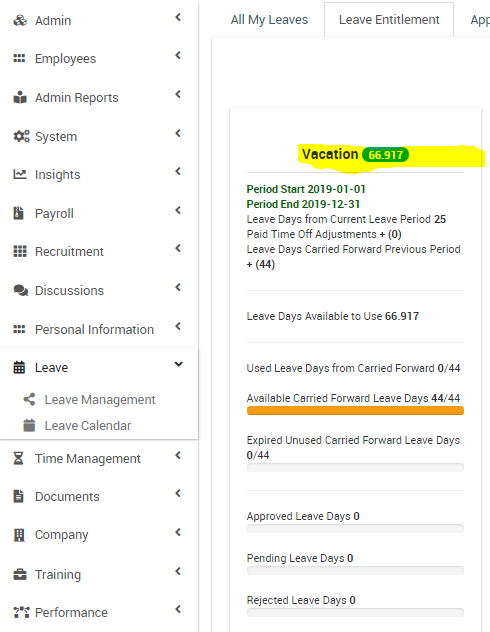 Admin
Employees
Admin Reports
System
Insights
Payroll
Recruitment
Discussions
Personal Information
Leave
Leave Management
Leave Calendar
Time Management
Documents
Company
Training
Performance
All My Leaves
Leave Entitlement
App
Vacation 66.917
Period Start 2019-01-01
Period End 2019-12-31
Leave Days from Current Leave Period 25
Paid Time Off Adjustments + (0)
Leave Days Carried Forward Previous Period
+ (44)
Leave Days Available to Use 66.917
Used Leave Days from Carried Forward 0/44
Available Carried Forward Leave Days 44/44
Expired Unused Carried Forward Leave Days
0/44
Approved Leave Days 0
Pending Leave Days 0
Rejected Leave Days 0